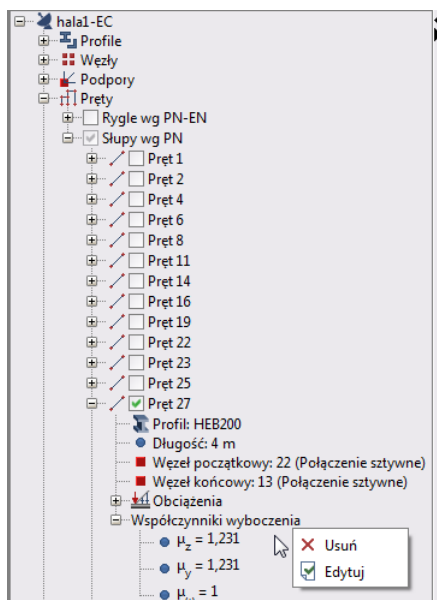 hala1-EC
Profile
Węzły
Podpory
Pręty
Rygle wg PN-EN
Słupy wg PN
Pręt 1
Pręt 2
Pręt 4
Pręt 6
Pręt 8
Pręt 11
Pręt 14
Pręt 16
Pręt 19
Pręt 22
Pręt 23
Pręt 25
Pręt 27
Profil: HEB200
Długość: 4 m
Węzeł początkowy: 22 (Połączenie sztywne)
Węzeł końcowy: 13 (Połączenie sztywne)
Obciążenia
Współczynniki wyboczenia
μz = 1,231
Usuń
μy = 1,231
Edytuj
μω = 1